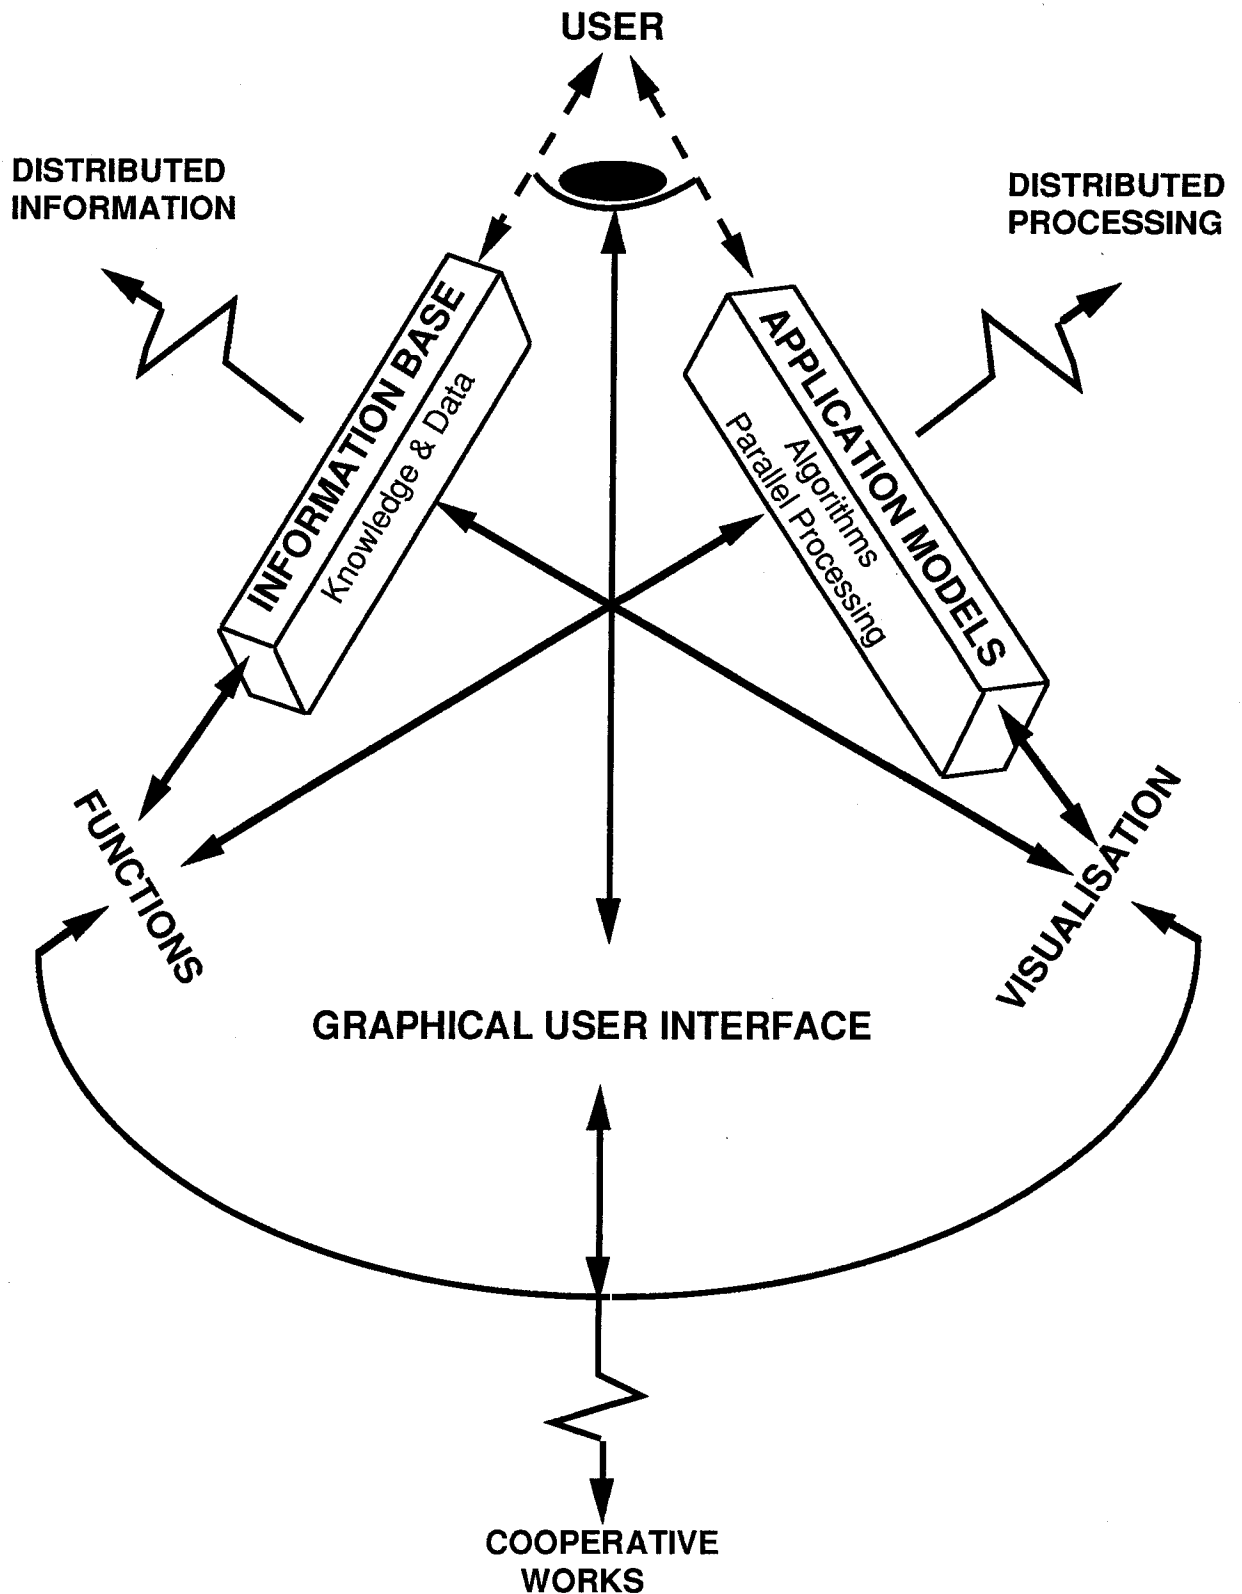 USER
DISTRIBUTED
INFORMATION
DISTRIBUTED
PROCESSING
INFORMATION BASE
Knowledge & Data
APPLICATION MODELS
Algorithms
Parallel Processing
FUNCTIONS
VISUALISATION
GRAPHICAL USER INTERFACE
COOPERATIVE
WORKS